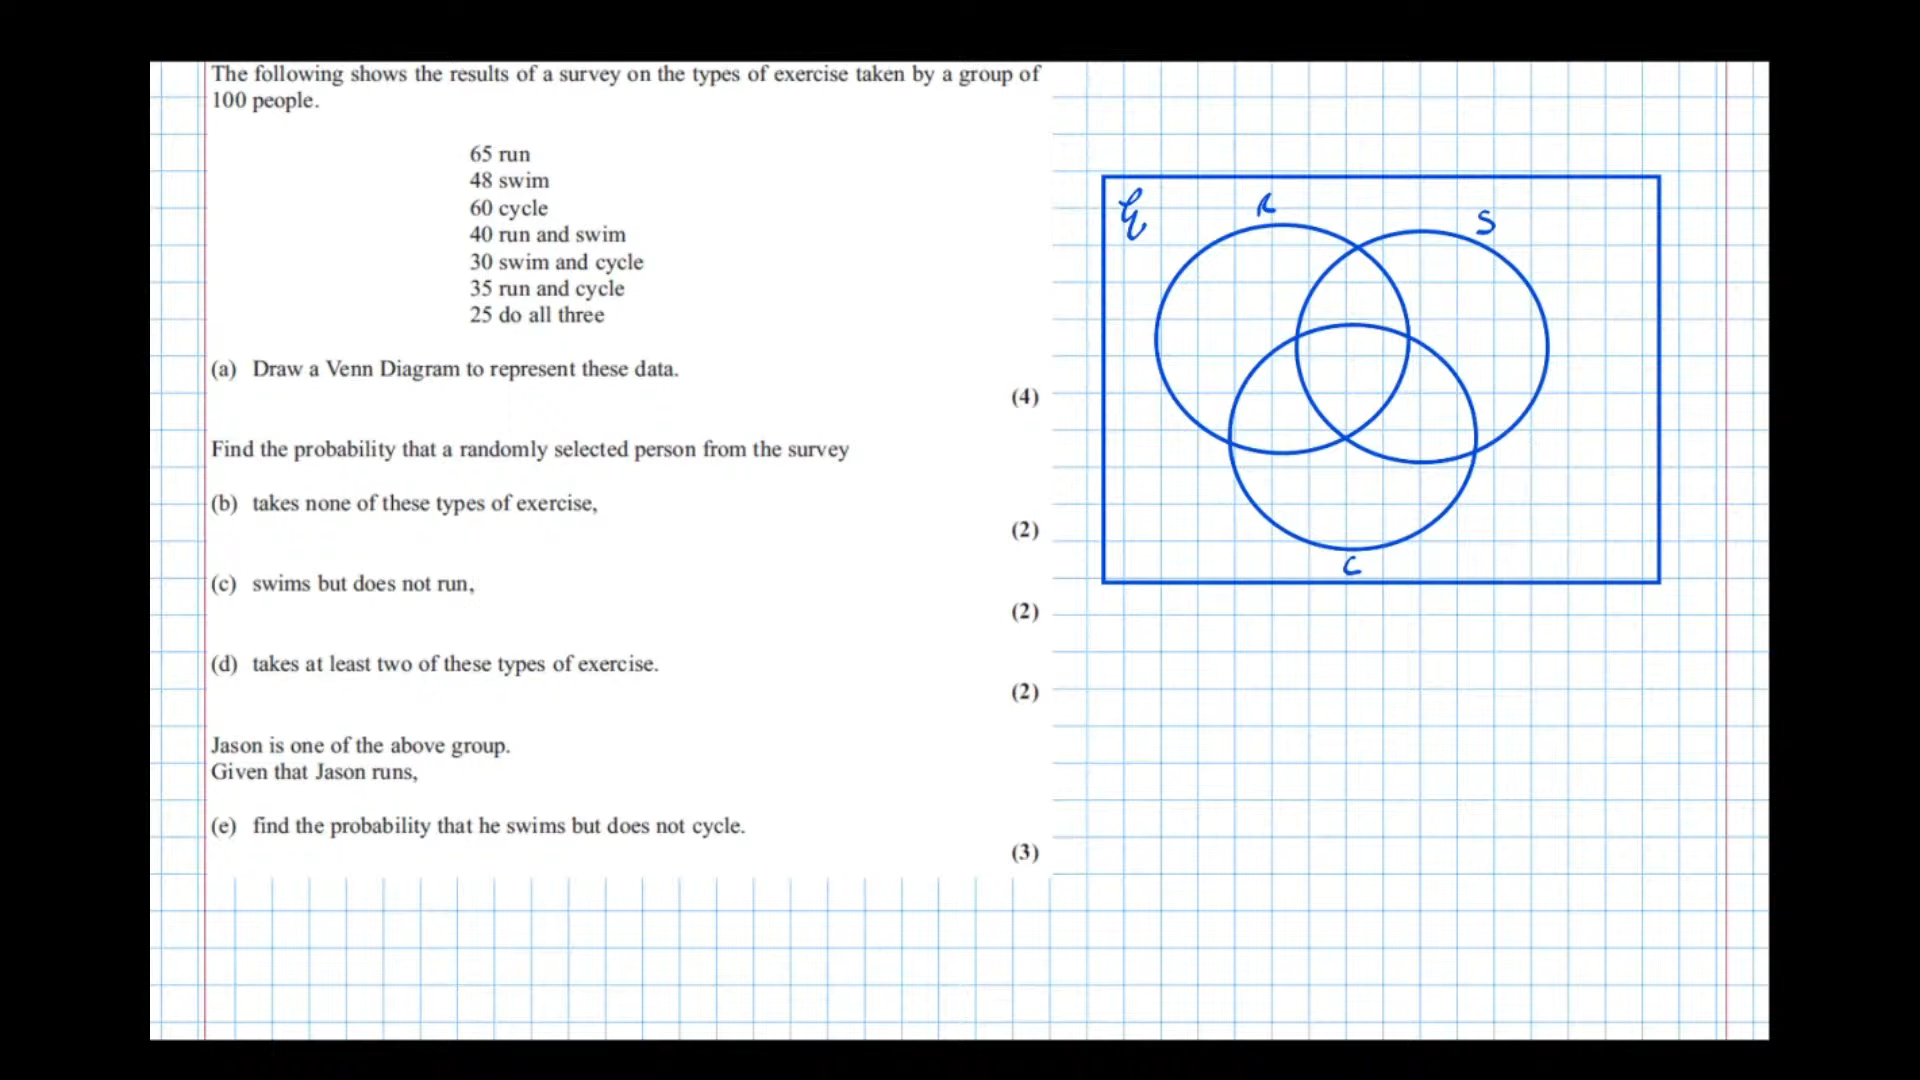 The following shows the results of a survey on the types of exercise taken by a group of
100 people.
65 run
48 swim
60 cycle
40 run and swim
30 swim and cycle
35 run and cycle
25 do all three
(a) Draw a Venn Diagram to represent these data.
(4)
Find the probability that a randomly selected person from the survey
(b) takes none of these types of exercise,
(2)
(c) swims but does not run,
(2)
(d) takes at least two of these types of exercise.
(2)
Jason is one of the above group.
Given that Jason runs,
(e) find the probability that he swims but does not cycle.
(3)
R
S
C